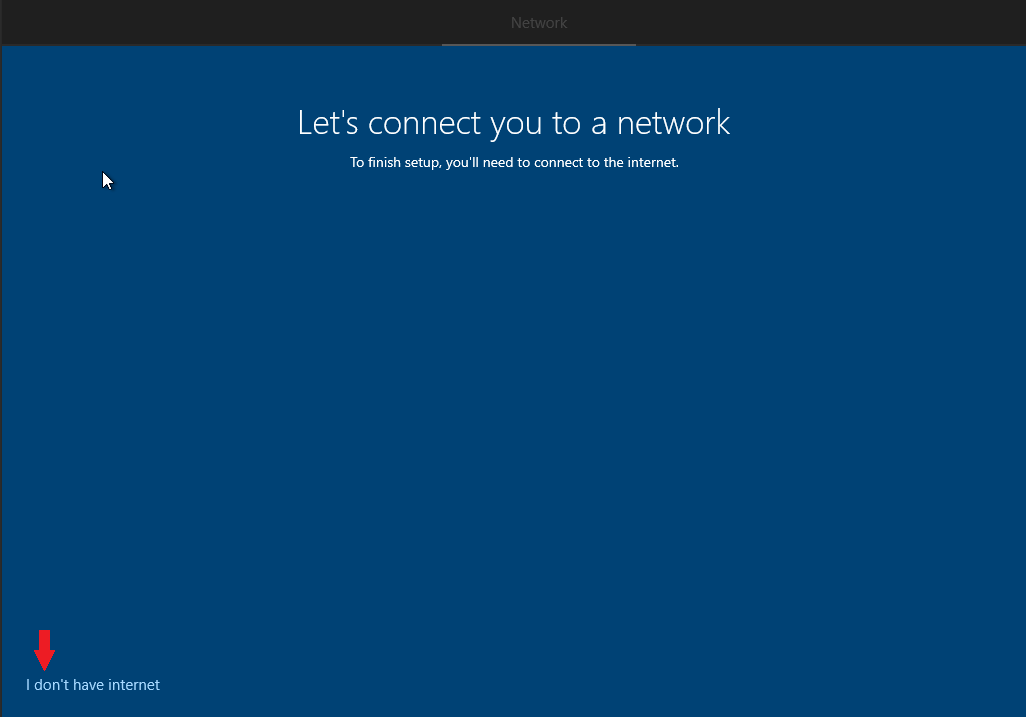 Network
Let's connect you to a network
To finish setup, you'll need to connect to the internet.
I don't have internet